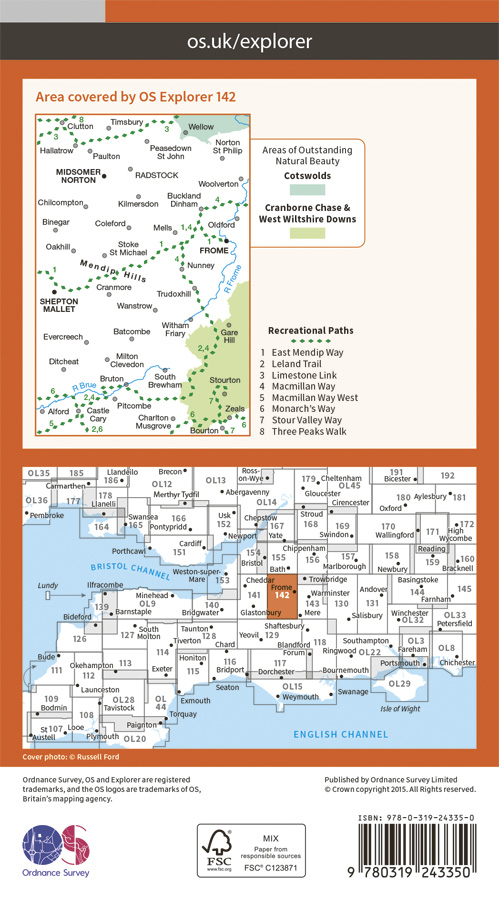 os.uk/explorer
Area covered by OS Explorer 142
8
Clutton
Timsbury
3
3
Wellow
Hallatrow
Paulton
Peasedown
St John
Norton
St Philip
MIDSOMER
NORTON
RADSTOCK
Woolverton
Chilcompton
Kilmersdon
Buckland
Dinham
4
Binegar
Coleford
Mells
1,4
Oldford
Oakhill
Stoke
St Michael
1
1
FROME
Mendip Hills
4
Nunney
1
Cranmore
Trudoxhill
R Frome
SHEPTON
MALLET
Wanstrow
Witham
Friary
Evercreech
Batcombe
Gare
Hill
Ditcheat
Milton
Clevedon
2,4
Bruton
South
Brewham
Stourton
R Brue
6
2,4
Pitcombe
7
Alford
Castle
Cary
Charlton
Musgrove
6
Zeals
5
2,6
Bourton
7
6
Areas of Outstanding
Natural Beauty
Cotswolds
Cranborne Chase &
West Wiltshire Downs
Recreational Paths
1 East Mendip Way
2 Leland Trail
3 Limestone Link
4 Macmillan Way
5 Macmillan Way West
6 Monarch's Way
7 Stour Valley Way
8 Three Peaks Walk
OL35
185
Llandeilo
Brecon
Ross-
on-Wye
Cheltenham
191
192
Carmarthen
186
OL12
OL13
179
OL45
Bicester
OL36
177
178
Llanelli
Merthyr Tydfil
Abergavenny
OL14
Gloucester
Cirencester
180
Aylesbury
181
Oxford
Pembroke
164
Swansea
165
Pontypridd
166
Usk
152
Chepstow
167
Stroud
168
169
170
171
172
Newport
Yate
Swindon
Wallingford
High
Wycombe
Porthcawl
Cardiff
151
154
Bristol
155
Chippenham
156
157
158
Reading
159
160
BRISTOL CHANNEL
Weston-super-
Mare
153
Bath
Marlborough
Newbury
Bracknell
Lundy
Ilfracombe
Cheddar
141
Frome
142
Trowbridge
Basingstoke
144
145
Minehead
OL9
143
Warminster
130
Andover
131
Farnham
139
Barnstaple
140
Bridgwater
Glastonbury
Mere
Salisbury
Winchester
OL32
OL33
Bideford
126
127
South
Molton
Taunton
128
Yeovil
129
Shaftesbury
Petersfield
Tiverton
Blandford
118
Southampton
OL3
Fareham
OL8
Bude
111
Okehampton
112
113
114
Honiton
115
Chard
116
Forum
117
Ringwood
OL22
Portsmouth
Chichester
Exeter
Bridport
Dorchester
Bournemouth
Launceston
Seaton
OL15
Swanage
OL29
109
Bodmin
OL28
Tavistock
OL
44
Exmouth
Weymouth
Isle of Wight
108
Torquay
St
Austell
107
Looe
Plymouth
Paignton
OL20
ENGLISH CHANNEL
Cover photo: © Russell Ford
Ordnance Survey, OS and Explorer are registered
trademarks, and the OS logos are trademarks of OS,
Britain's mapping agency.
Published by Ordnance Survey Limited
© Crown copyright 2015. All rights reserved.
OS
Ordnance Survey
FSC
www.fsc.org
MIX
Paper from
responsible sources
FSC® C123871
ISBN: 978-0-319-24335-0
9 780319 243350